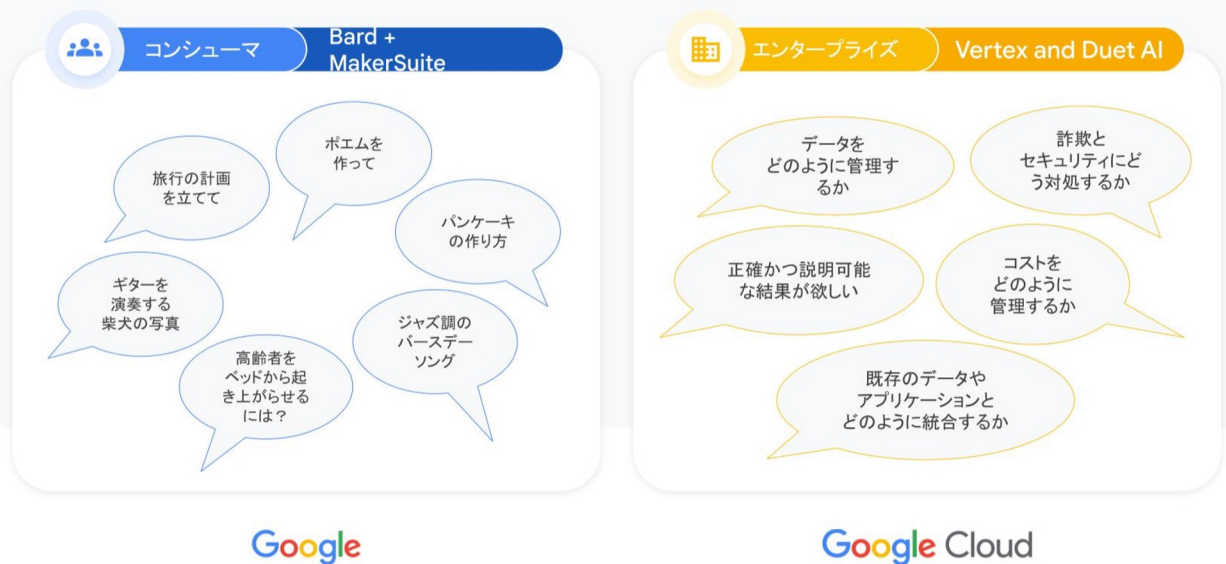 コンシューマ
Bard +
MakerSuite
ポエムを
作って
旅行の計画
を立てて
パンケーキ
の作り方
ギターを
演奏する
柴犬の写真
ジャズ調の
バースデー
ソング
高齢者を
ベッドから起
き上がらせる
には？
Google
エンタープライズ
Vertex and Duet AI
データを
どのように管理す
るか
詐欺と
セキュリティにど
う対処するか
正確かつ説明可能
な結果が欲しい
コストを
どのように
管理するか
既存のデータや
アプリケーションと
どのように統合するか
Google Cloud